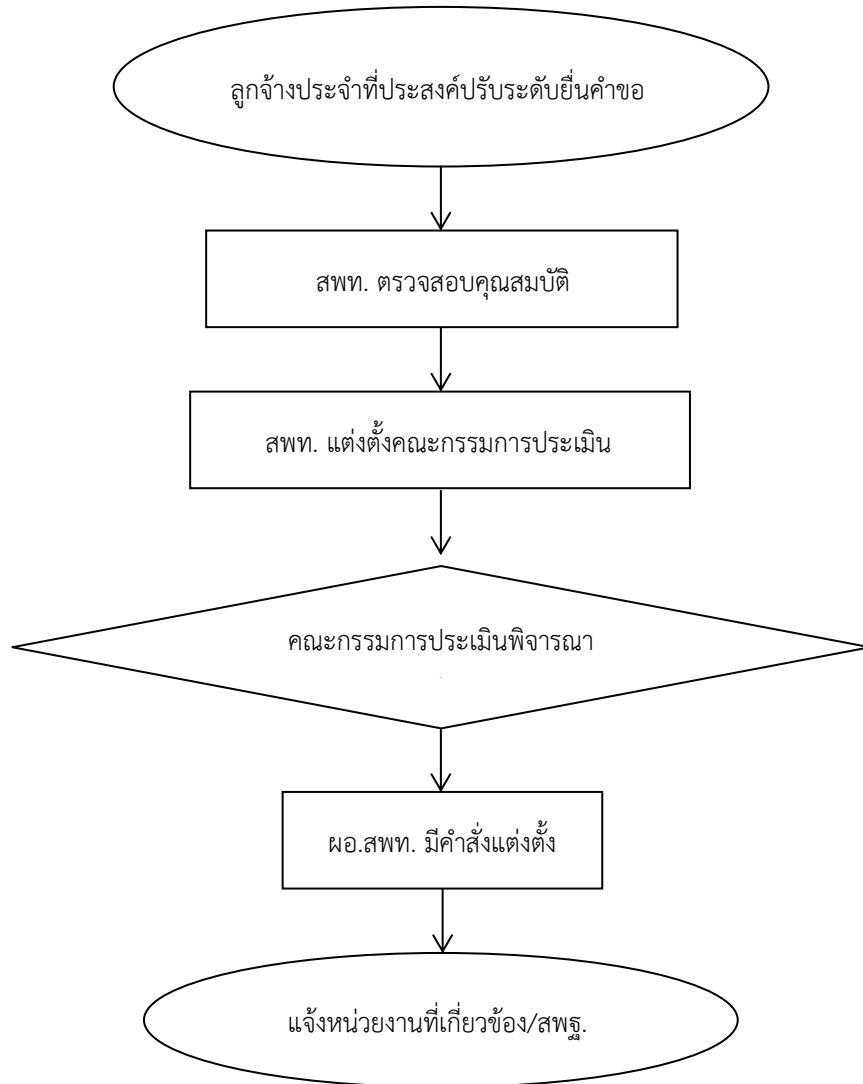 ลูกจ้างประจำที่ประสงค์ปรับระดับยื่นคำขอ
สพท. ตรวจสอบคุณสมบัติ
สพท. แต่งตั้งคณะกรรมการประเมิน
คณะกรรมการประเมินพิจารณา
ผอ.สพท. มีคำสั่งแต่งตั้ง
แจ้งหน่วยงานที่เกี่ยวข้อง/สพฐ.